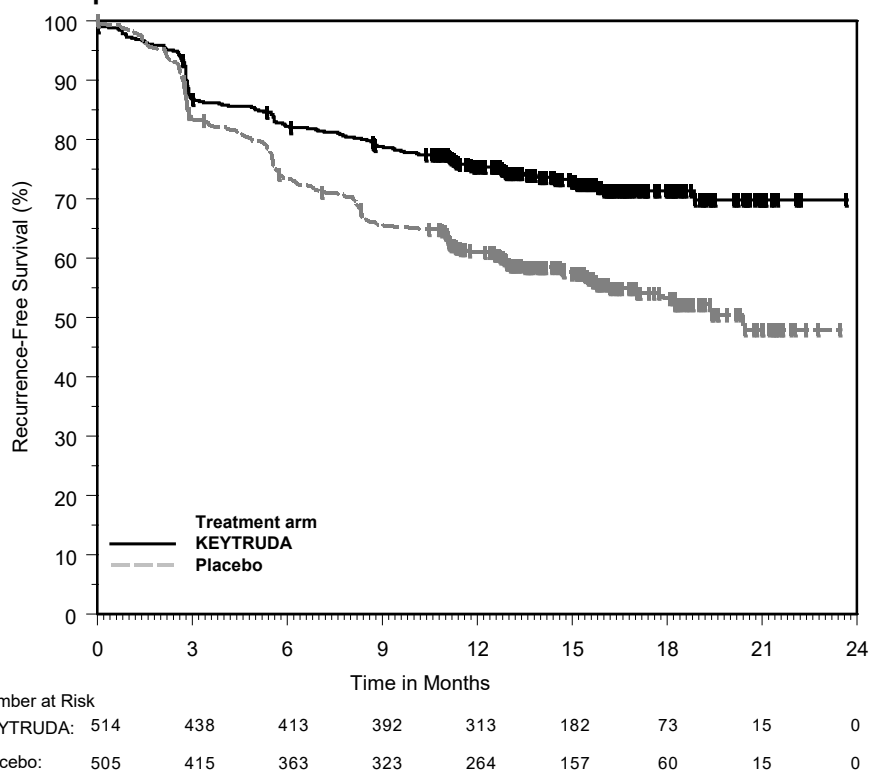 100
90
80
70
60
50
40
30
20
10
0
Recurrence-Free Survival (%)
Treatment arm
KEYTRUDA
Placebo
0 3 6 9 12 15 18 21 24
Time in Months
mber at Risk
YTRUDA: 514 438 413 392 313 182 73 15 0
cebo: 505 415 363 323 264 157 60 15 0